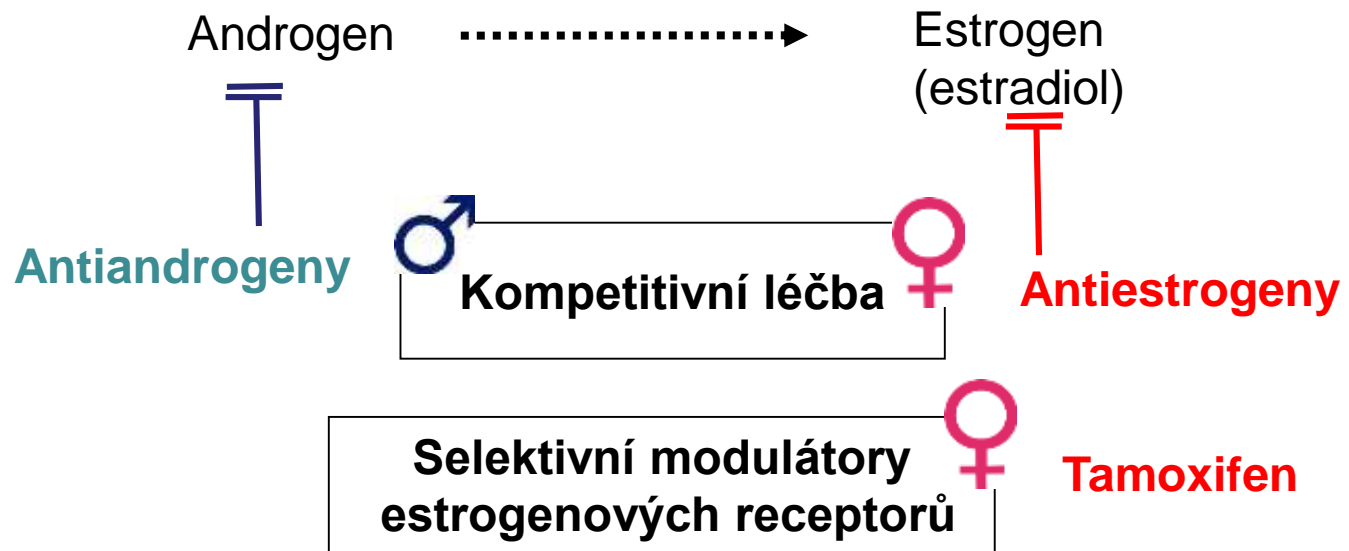 Androgen
Estrogen
(estradiol)
Antiandrogeny
Kompetitivní léčba
Antiestrogeny
Selektivní modulátory
estrogenových receptorů
Tamoxifen